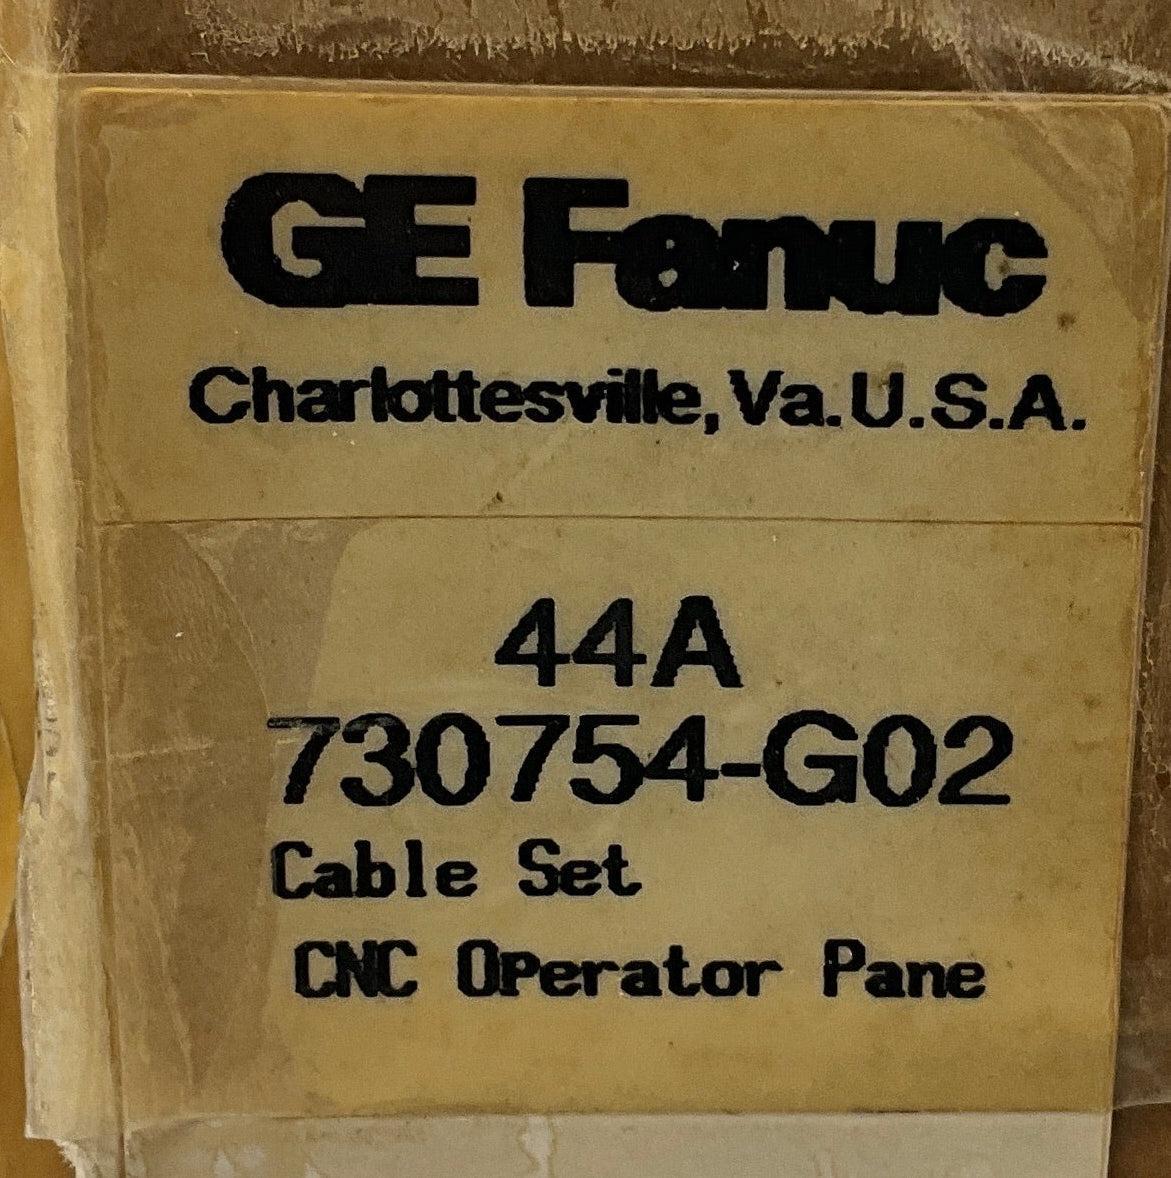 GE Fanuc
Charlottesville, Va. U.S.A.
44A
730754-G02
Cable Set
CNC Operator Pane